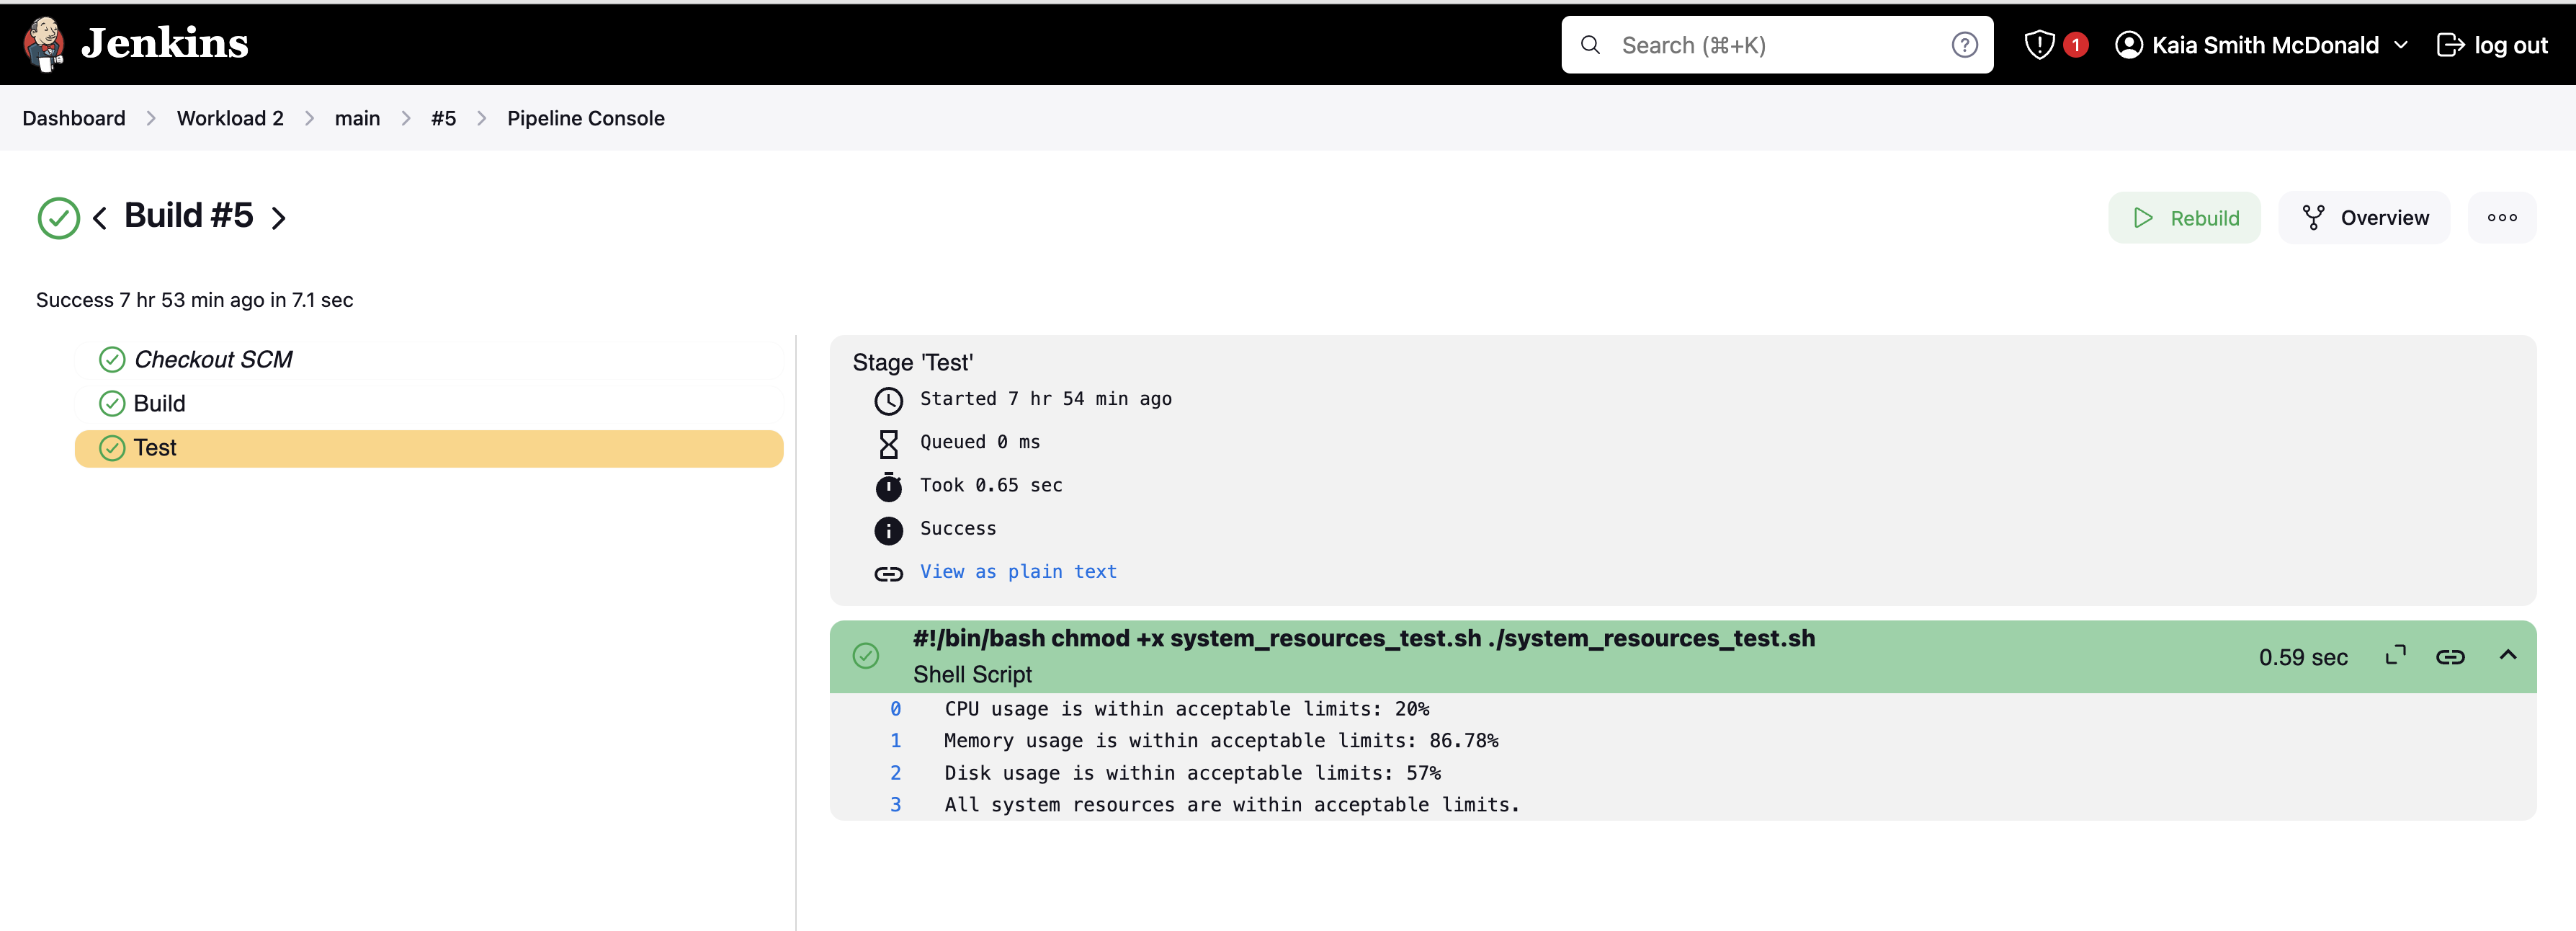 Jenkins
Search (⌘+K)
1
Kaia Smith McDonald
log out
Dashboard
Workload 2
main
#5
Pipeline Console
Build #5
Rebuild
Overview
Success 7 hr 53 min ago in 7.1 sec
Checkout SCM
Build
Test
Stage 'Test'
Started 7 hr 54 min ago
Queued 0 ms
Took 0.65 sec
Success
View as plain text
#!/bin/bash chmod +x system_resources_test.sh ./system_resources_test.sh
Shell Script
0.59 sec
0 CPU usage is within acceptable limits: 20%
1 Memory usage is within acceptable limits: 86.78%
2 Disk usage is within acceptable limits: 57%
3 All system resources are within acceptable limits.